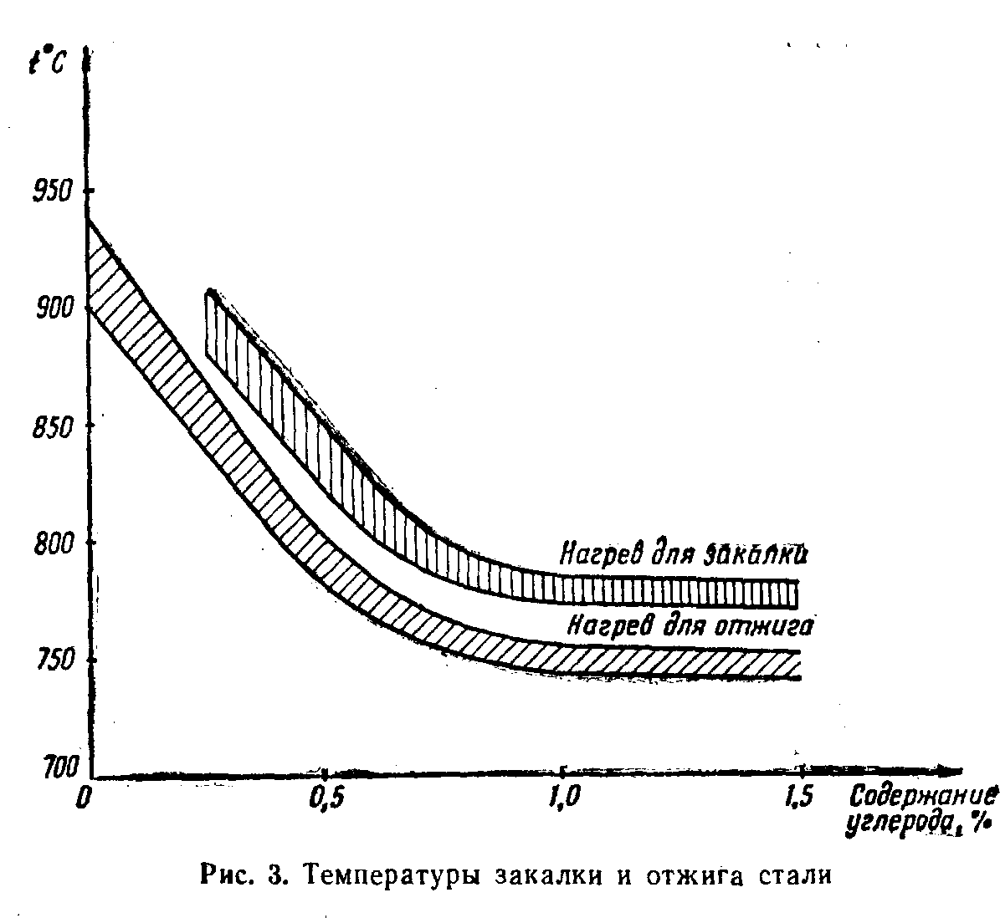 t°C
950
900
850
800
750
700
Нагрев для закалки
Нагрев для отжига
0
0,5
1,0
1,5
Содержание
углерода, %
Рис. 3. Температуры закалки и отжига стали